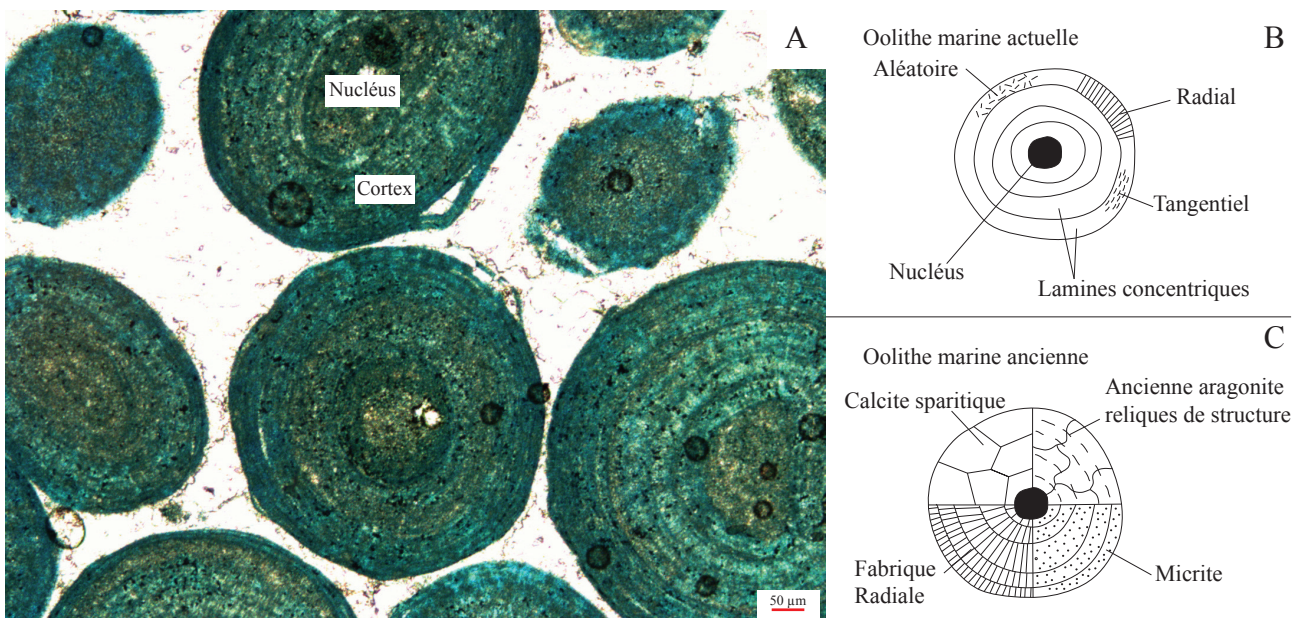 A
Nucléus
Cortex
50 µm
B
Oolithe marine actuelle
Aléatoire
Radial
Tangentiel
Nucléus
Lamines concentriques
C
Oolithe marine ancienne
Calcite sparitique
Ancienne aragonite
reliques de structure
Fabrique
Radiale
Micrite